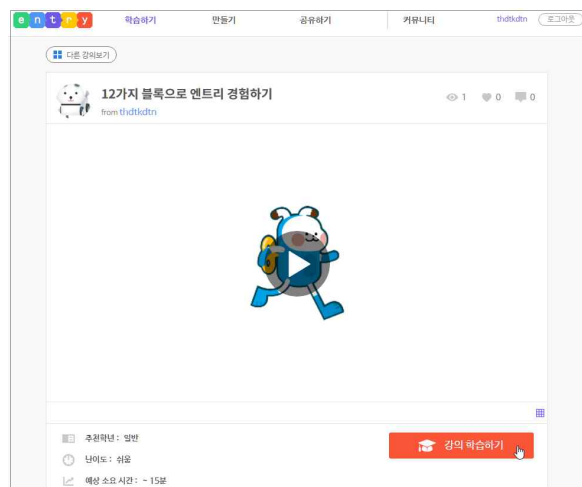 entry 학습하기 만들기 공유하기 커뮤니티 thdtkdtn 로그아웃
다른 강의보기
12가지 블록으로 엔트리 경험하기
from thdtkdtn
1 0 0
추천학년 : 일반
난이도 : 쉬움
강의 학습하기
예상 소요 시간 : ~ 15분